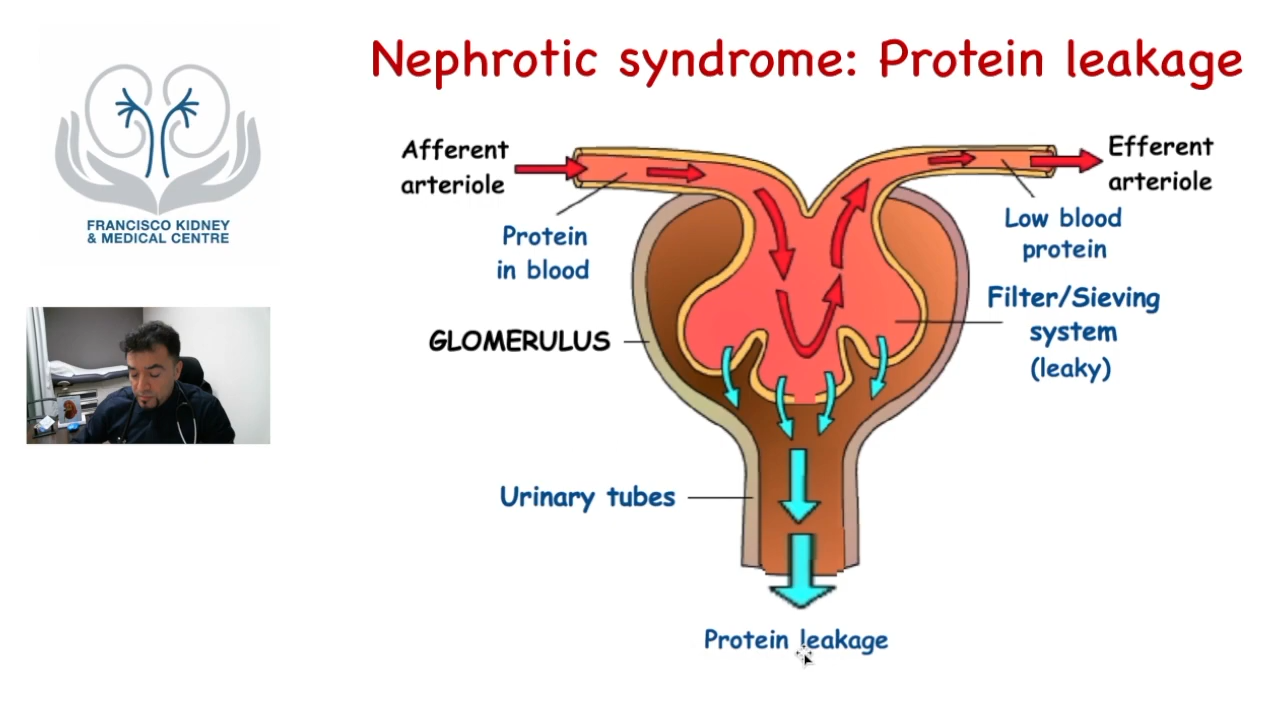 Nephrotic syndrome: Protein leakage
FRANCISCO KIDNEY
& MEDICAL CENTRE
Afferent
arteriole
Efferent
arteriole
Protein
in blood
Low blood
protein
Filter/Sieving
system
(leaky)
GLOMERULUS
Urinary tubes
Protein leakage